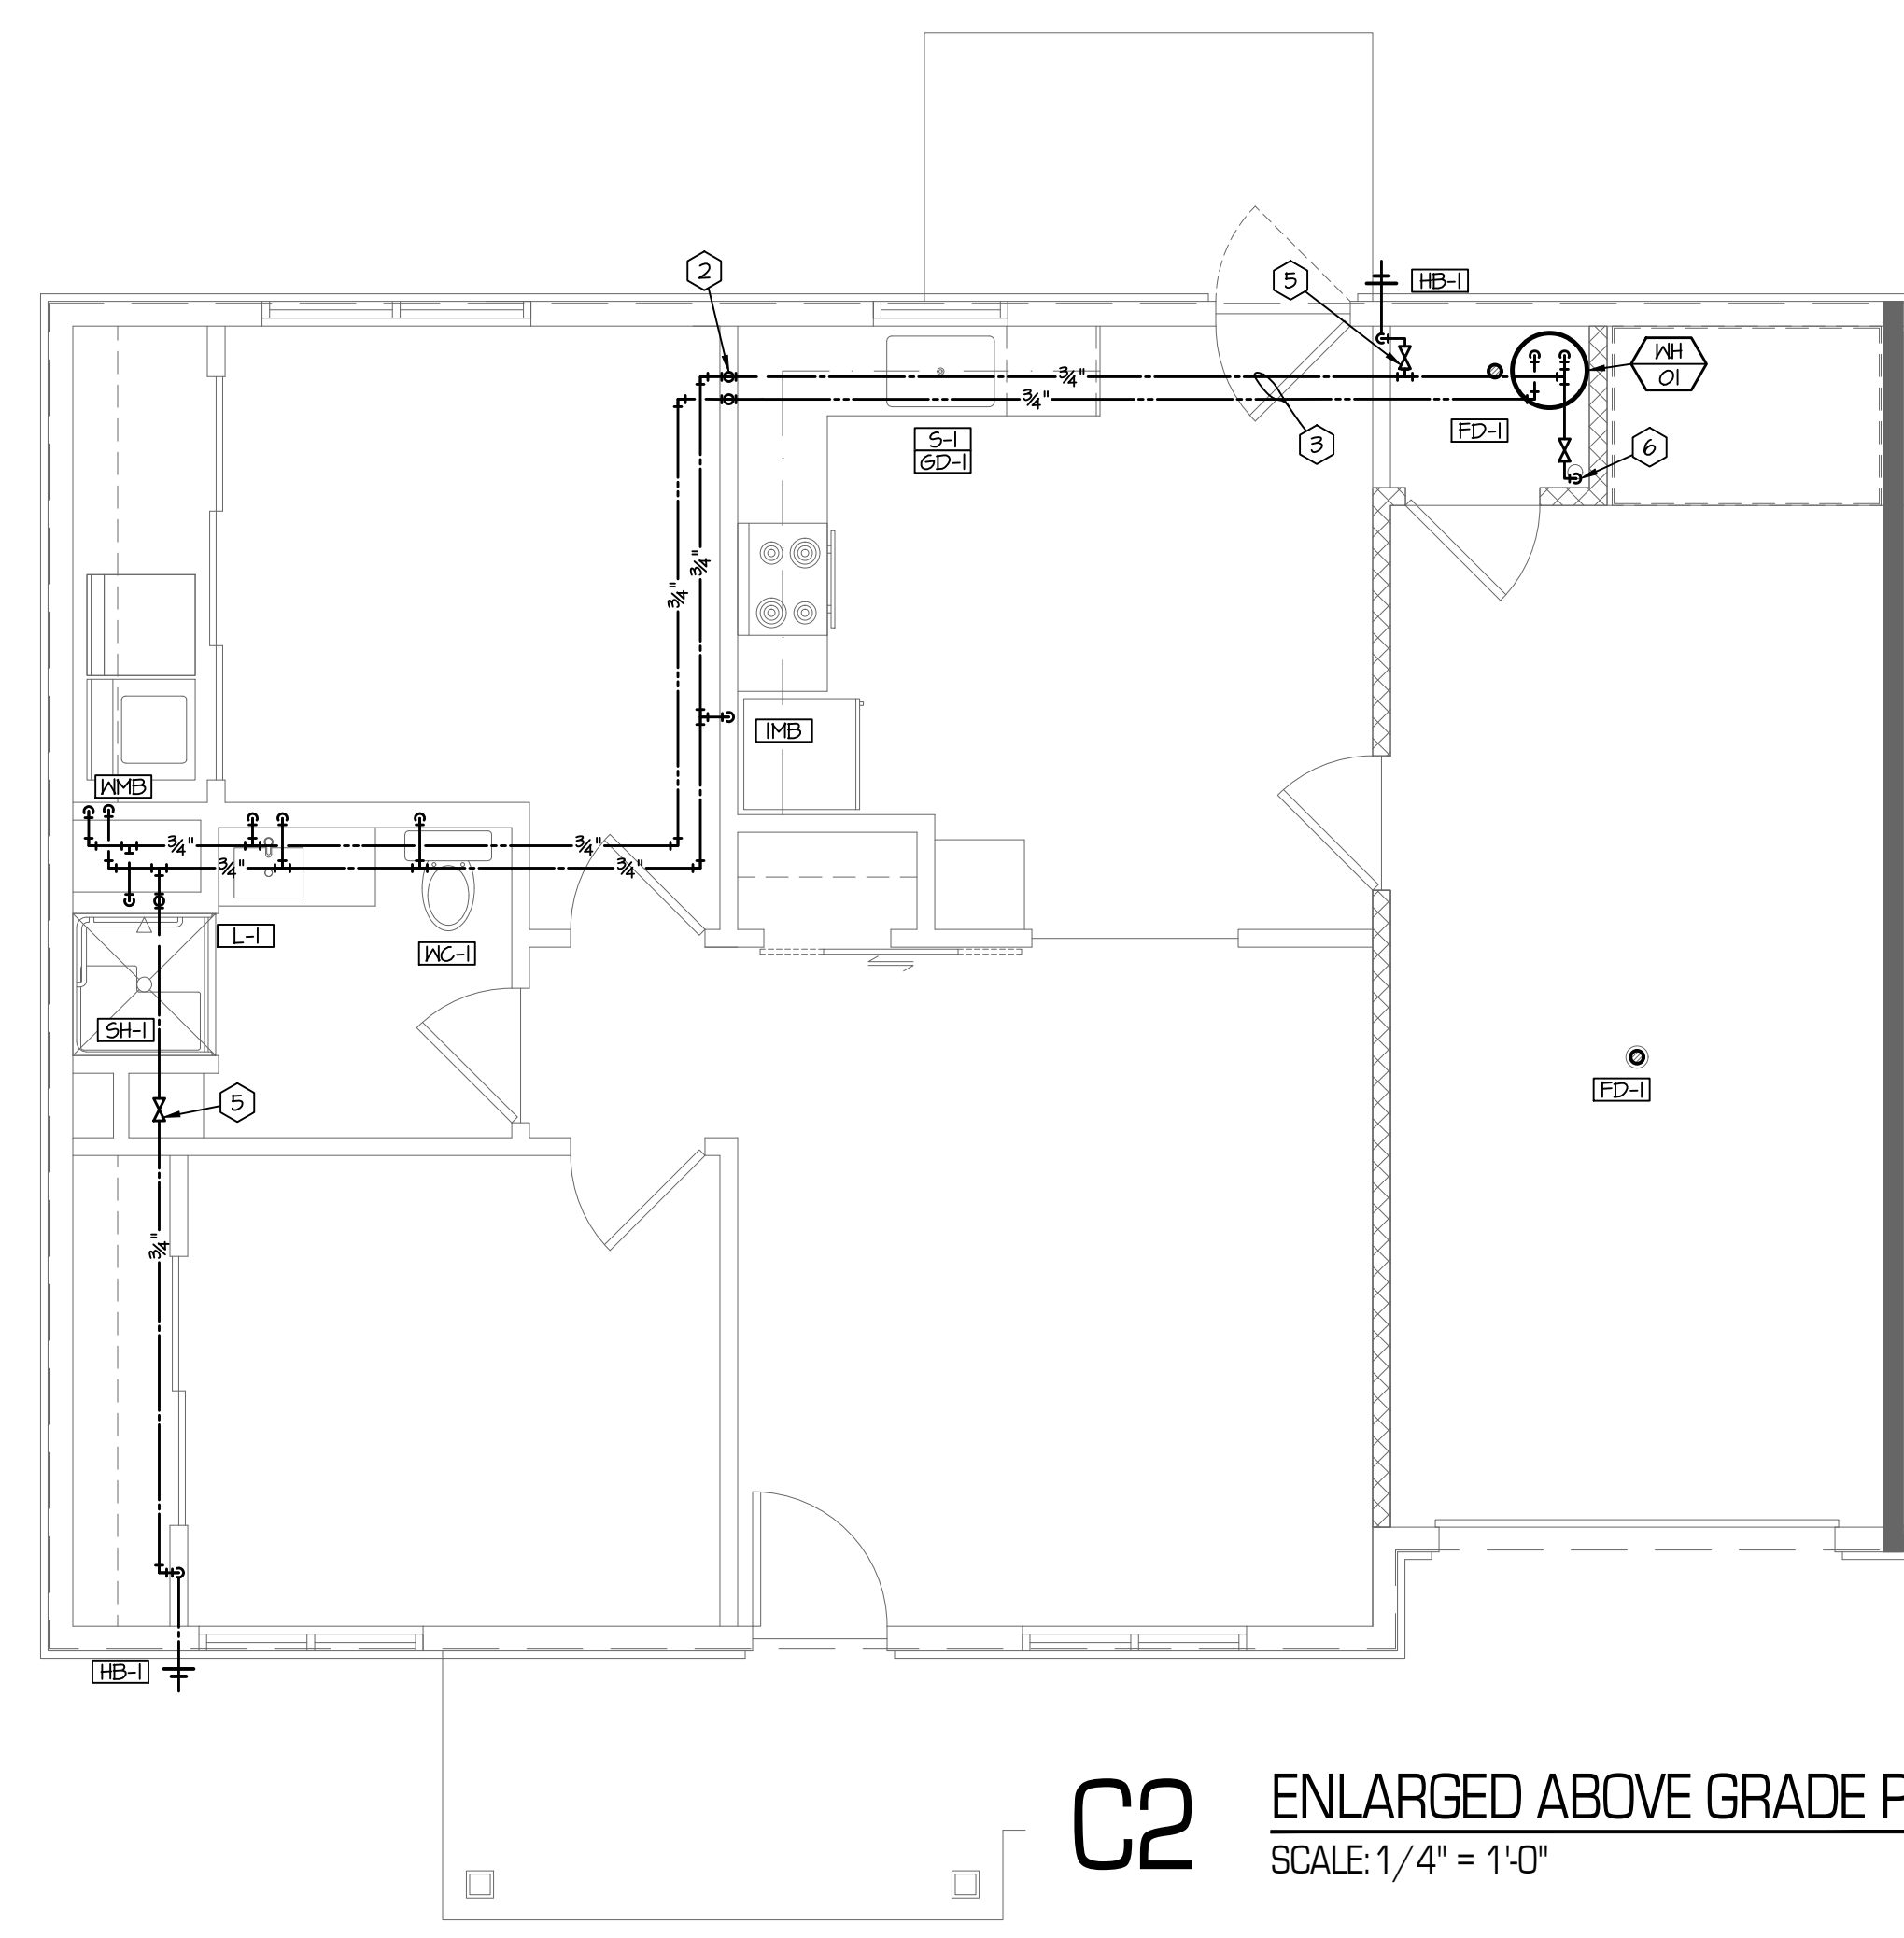 2
5
HB-1
WH
01
3/4"
3/4"
S-1
GD-1
3
FD-1
6
3/4"
3/4"
IMB
WMB
3/4"
3/4"
3/4"
3/4"
L-1
WC-1
SH-1
5
FD-1
3/4"
HB-1
C2
ENLARGED ABOVE GRADE
SCALE: 1/4" = 1'-0"